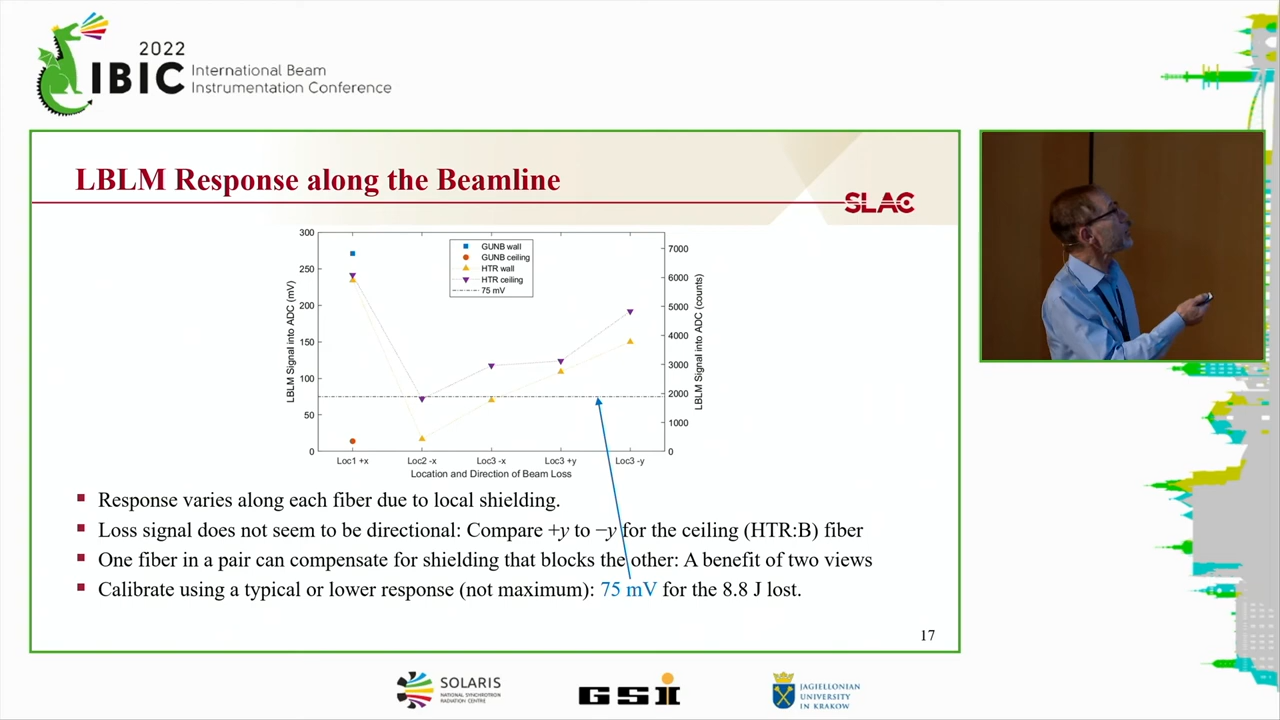 2022
IBIC International Beam
Instrumentation Conference
LBLM Response along the Beamline
SLAC
300
250
200
150
100
50
0
LBLM Signal into ADC (mV)
GUNB wall
GUNB ceiling
HTR wall
HTR ceiling
75 mV
7000
6000
5000
4000
3000
2000
1000
0
LBLM Signal into ADC (counts)
Loc1 +x Loc2 -x Loc3 -x Loc3 +y Loc3 -y
Location and Direction of Beam Loss
▪ Response varies along each fiber due to local shielding.
▪ Loss signal does not seem to be directional: Compare +y to −y for the ceiling (HTR:B) fiber
▪ One fiber in a pair can compensate for shielding that blocks the other: A benefit of two views
▪ Calibrate using a typical or lower response (not maximum): 75 mV for the 8.8 J lost.
17
SOLARIS
NATIONAL SYNCHROTRON
RADIATION CENTRE
GSI
JAGIELLONIAN
UNIVERSITY
IN KRAKOW